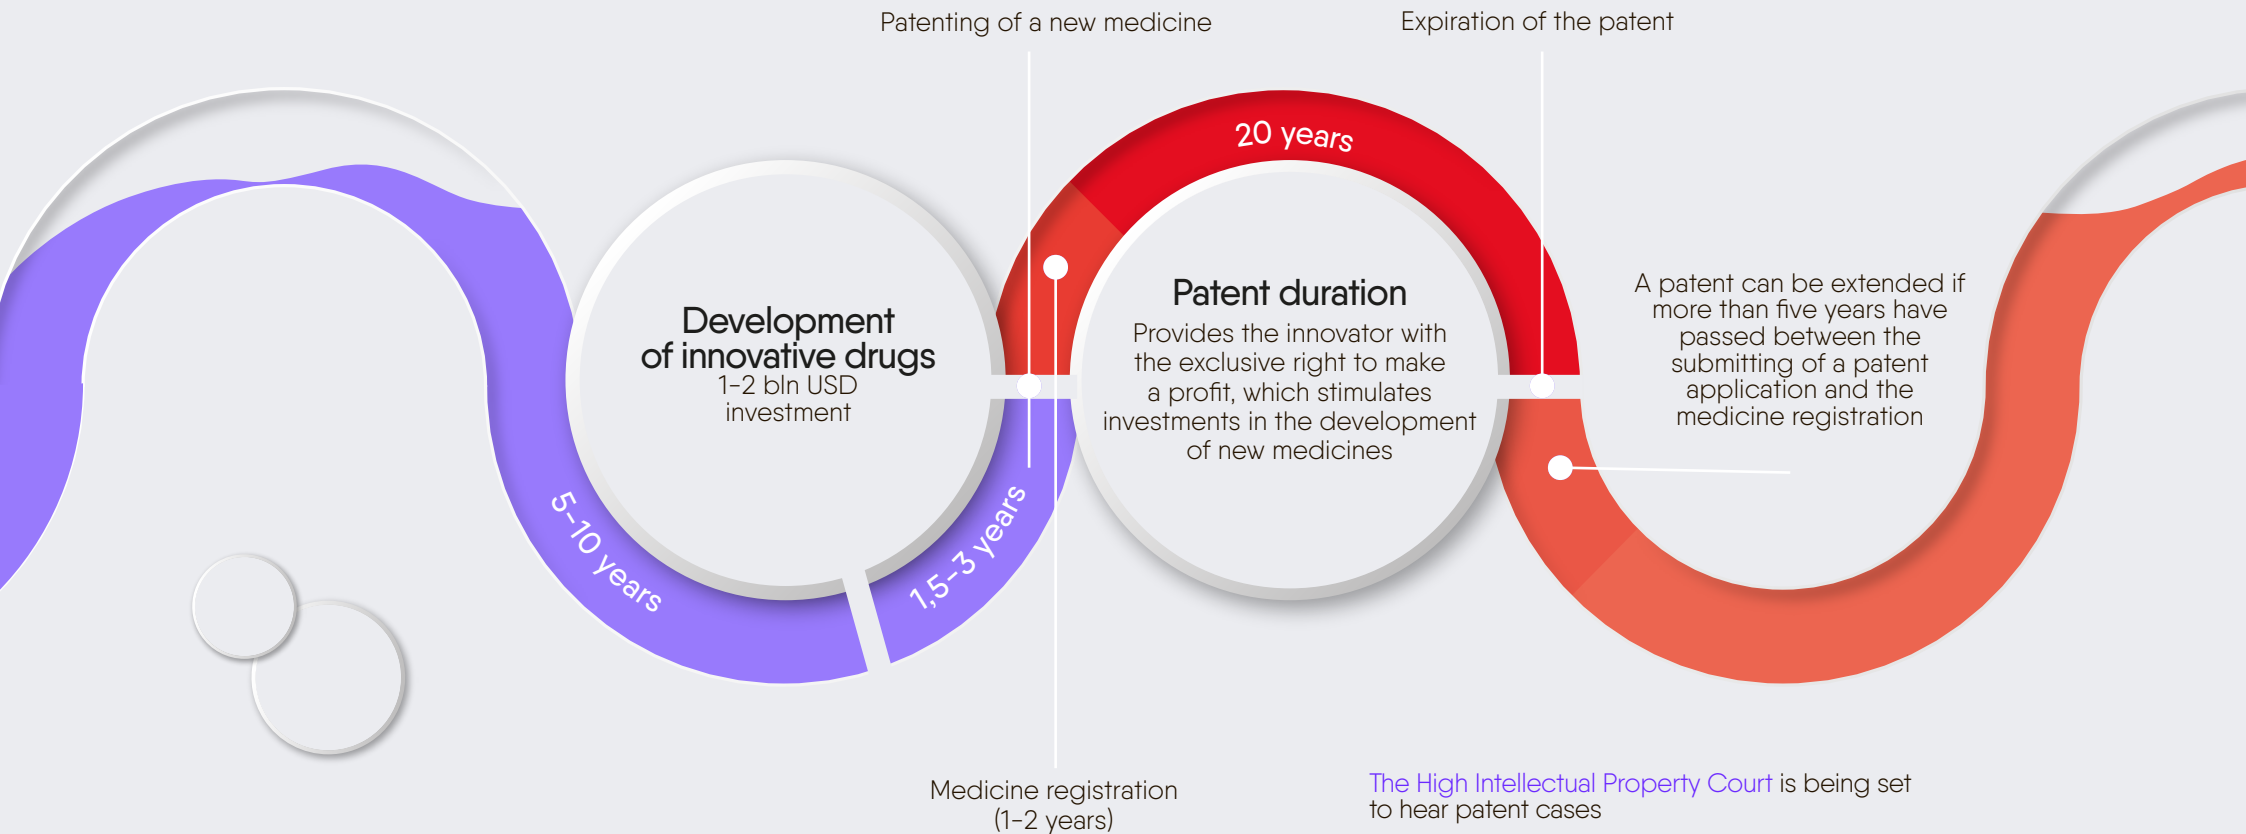 Patenting of a new medicine
Expiration of the patent
20 years
Development
of innovative drugs
1-2 bln USD
investment
5-10 years
1,5-3 years
Patent duration
Provides the innovator with
the exclusive right to make
a profit, which stimulates
investments in the development
of new medicines
A patent can be extended if
more than five years have
passed between the
submitting of a patent
application and the
medicine registration
Medicine registration
(1-2 years)
The High Intellectual Property Court is being set
to hear patent cases